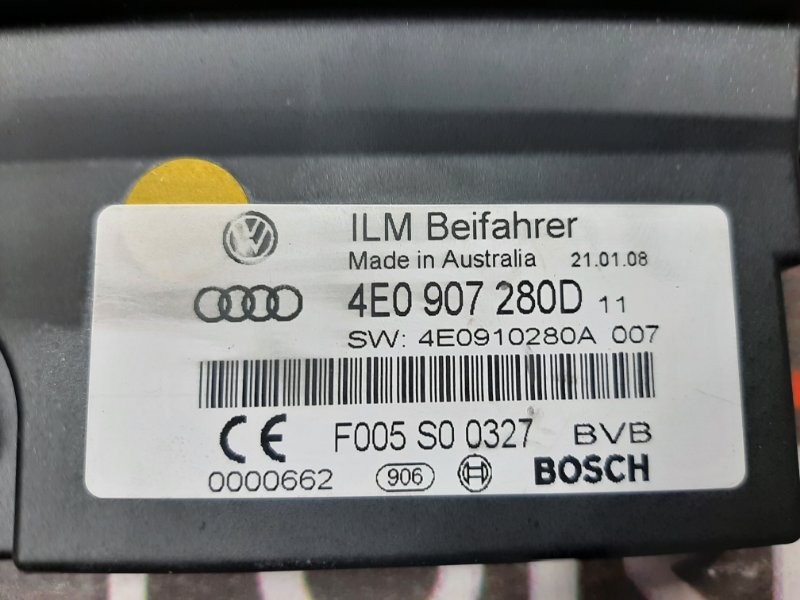 ILM Beifahrer
Made in Australia 21.01.08
4E0 907 280D 11
SW: 4E0910280A 007
CE F005 S0 0327 BVB
0000662 906 BOSCH